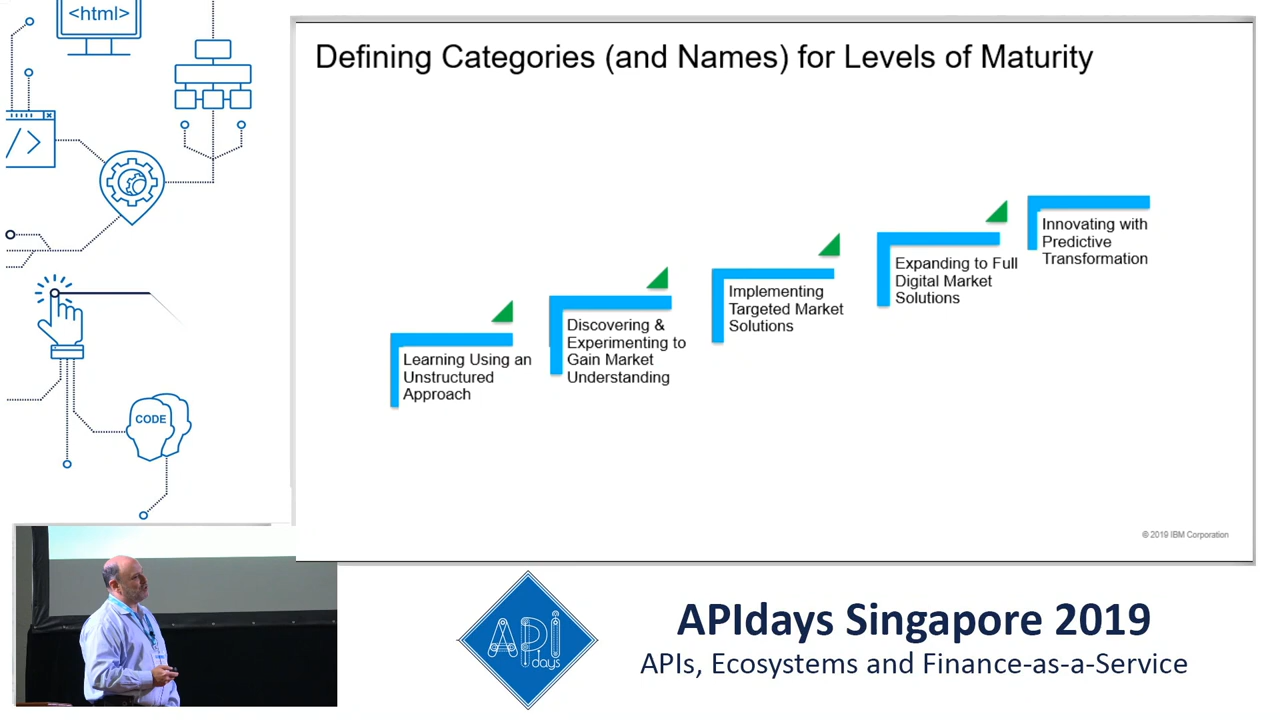 <html>
</>
CODE
Defining Categories (and Names) for Levels of Maturity
Learning Using an
Unstructured
Approach
Discovering &
Experimenting to
Gain Market
Understanding
Implementing
Targeted Market
Solutions
Expanding to Full
Digital Market
Solutions
Innovating with
Predictive
Transformation
© 2019 IBM Corporation
API
days
APIdays Singapore 2019
APIs, Ecosystems and Finance-as-a-Service